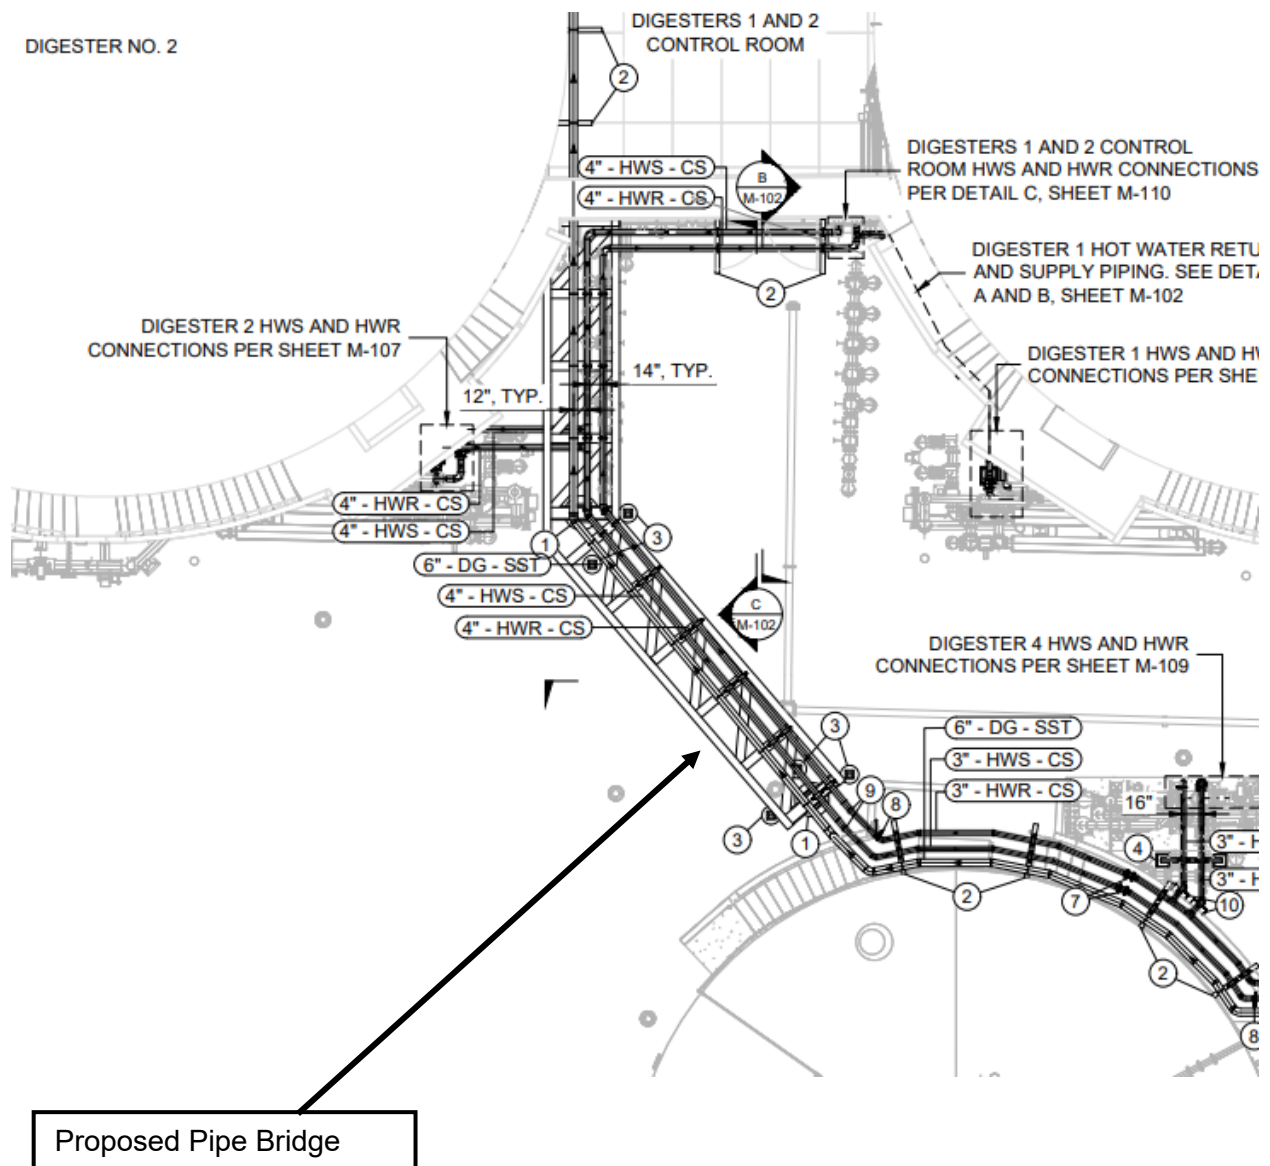 DIGESTERS 1 AND 2
CONTROL ROOM
DIGESTER NO. 2
2
4" - HWS - CS
4" - HWR - CS
B
M-102
DIGESTERS 1 AND 2 CONTROL
ROOM HWS AND HWR CONNECTIONS
PER DETAIL C, SHEET M-110
DIGESTER 1 HOT WATER RETU
AND SUPPLY PIPING. SEE DETA
A AND B, SHEET M-102
2
DIGESTER 2 HWS AND HWR
CONNECTIONS PER SHEET M-107
DIGESTER 1 HWS AND HW
CONNECTIONS PER SHE
14", TYP.
12", TYP.
4" - HWR - CS
4" - HWS - CS
1
3
6" - DG - SST
4" - HWS - CS
4" - HWR - CS
C
M-102
DIGESTER 4 HWS AND HWR
CONNECTIONS PER SHEET M-109
3
6" - DG - SST
3" - HWS - CS
3" - HWR - CS
16"
9
8
3
1
4
3" - H
3" - H
2
7
10
2
8
Proposed Pipe Bridge